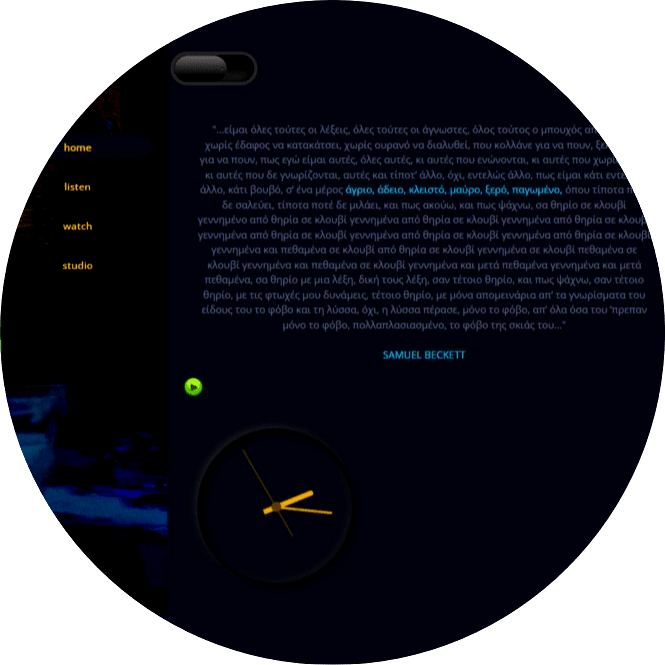 home
listen
watch
studio
"...είμαι όλες τούτες οι λέξεις, όλες τούτες οι άγνωστες, όλος τούτος ο μπουχός
χωρίς έδαφος να κατακάτσει, χωρίς ουρανό να διαλυθεί, που κολλάνε για να πουν,
για να πουν, πως εγώ είμαι αυτές, όλες αυτές, κι αυτές που ενώνονται, κι αυτές που
κι αυτές που δε γνωρίζονται, αυτές και τίποτ' άλλο, όχι, εντελώς άλλο, πως είμαι κάτι
άλλο, κάτι βουβό, σ' ένα μέρος άγριο, άδειο, κλειστό, μαύρο, ξερό, παγωμένο, όπου τίποτα
δε σαλεύει, τίποτα ποτέ δε μιλάει, και πως ακούω, και πως ψάχνω, σα θηρίο σε κλουβί
γεννημένο από θηρία σε κλουβί γεννημένα από θηρία σε κλουβί γεννημένα από θηρία σε
γεννημένα από θηρία σε κλουβί γεννημένα από θηρία σε κλουβί γεννημένα από θηρία σε κλουβί
γεννημένα και πεθαμένα σε κλουβί από θηρία σε κλουβί γεννημένα σε κλουβί πεθαμένα σε
κλουβί γεννημένα και πεθαμένα σε κλουβί γεννημένα και μετά πεθαμένα γεννημένα και μετά
πεθαμένα, σα θηρίο με μια λέξη, δική τους λέξη, σαν τέτοιο θηρίο, και πως ψάχνω, σαν τέτοιο
θηρίο, με τις φτωχές μου δυνάμεις, τέτοιο θηρίο, με μόνα απομεινάρια απ' τα γνωρίσματα του
είδους του το φόβο και τη λύσσα, όχι, η λύσσα πέρασε, μόνο το φόβο, απ' όλα όσα του 'πρεπαν
μόνο το φόβο, πολλαπλασιασμένο, το φόβο της σκιάς του..."
SAMUEL BECKETT